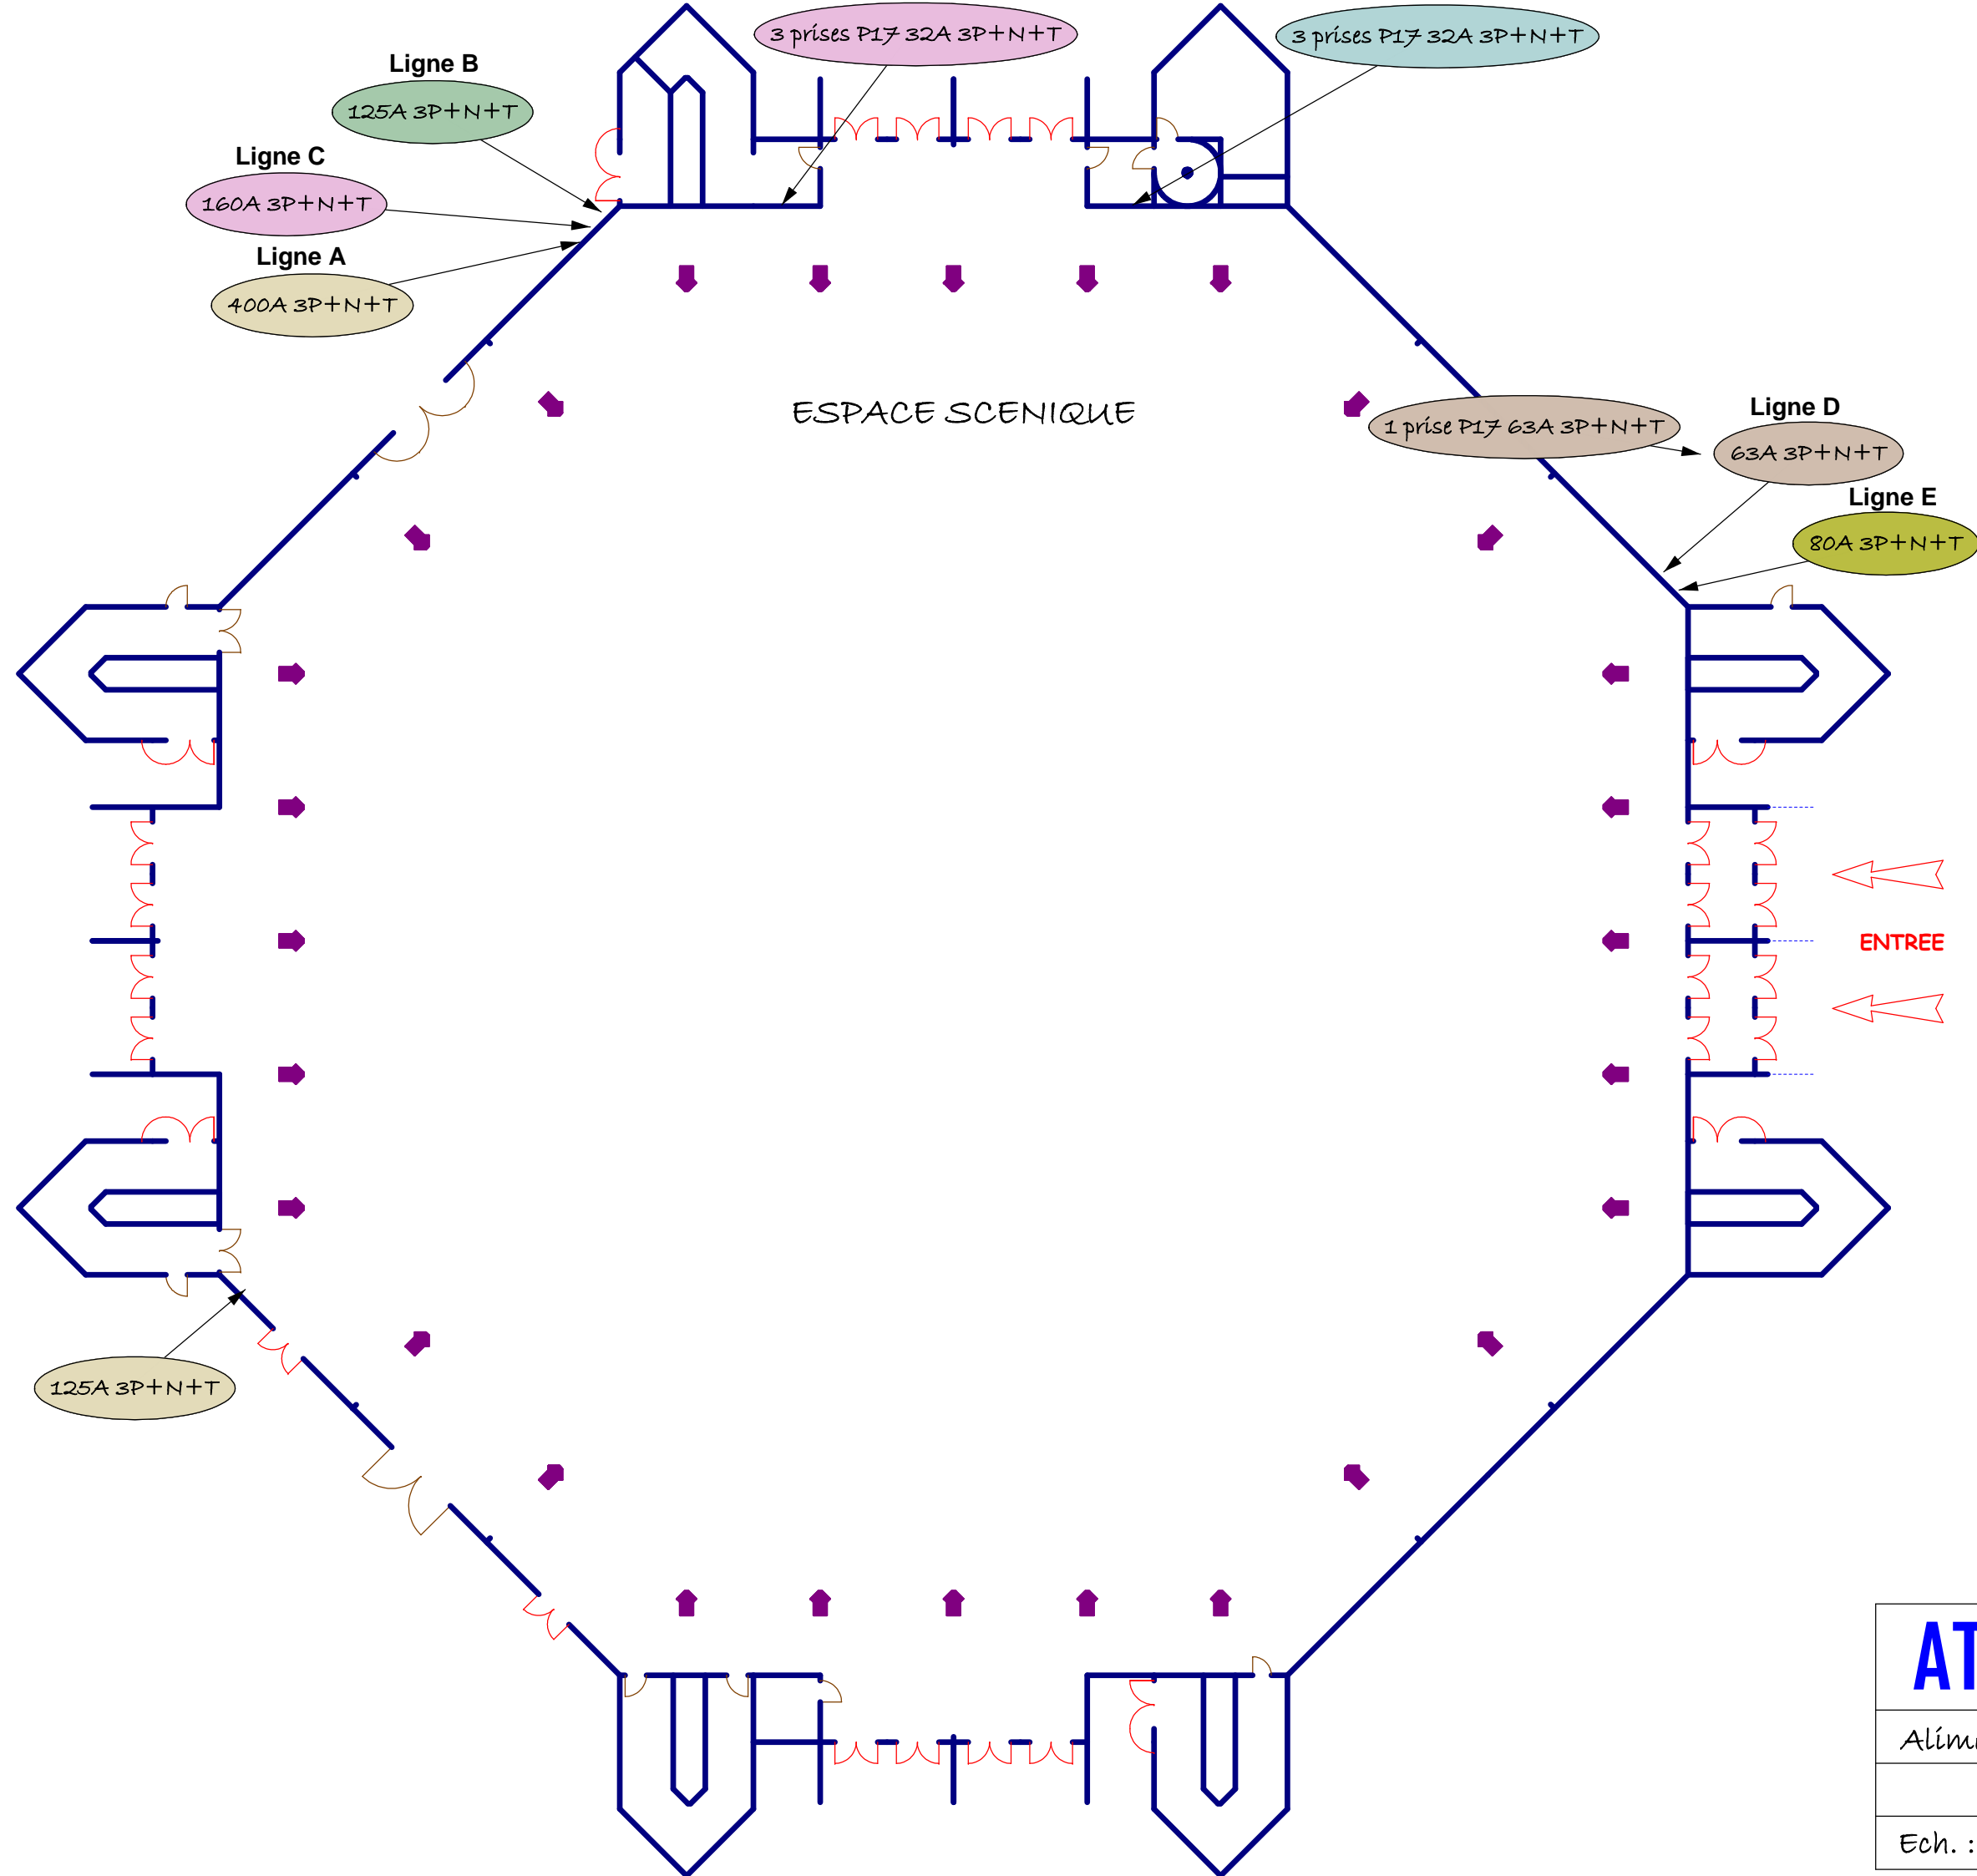 3 prises P17 32A 3P+N+T
3 prises P17 32A 3P+N+T
Ligne B
125A 3P+N+T
Ligne C
160A 3P+N+T
Ligne A
400A 3P+N+T
ESPACE SCENIQUE
1 prise P17 63A 3P+N+T
Ligne D
63A 3P+N+T
Ligne E
80A 3P+N+T
ENTREE
125A 3P+N+T
AT
Ech. :